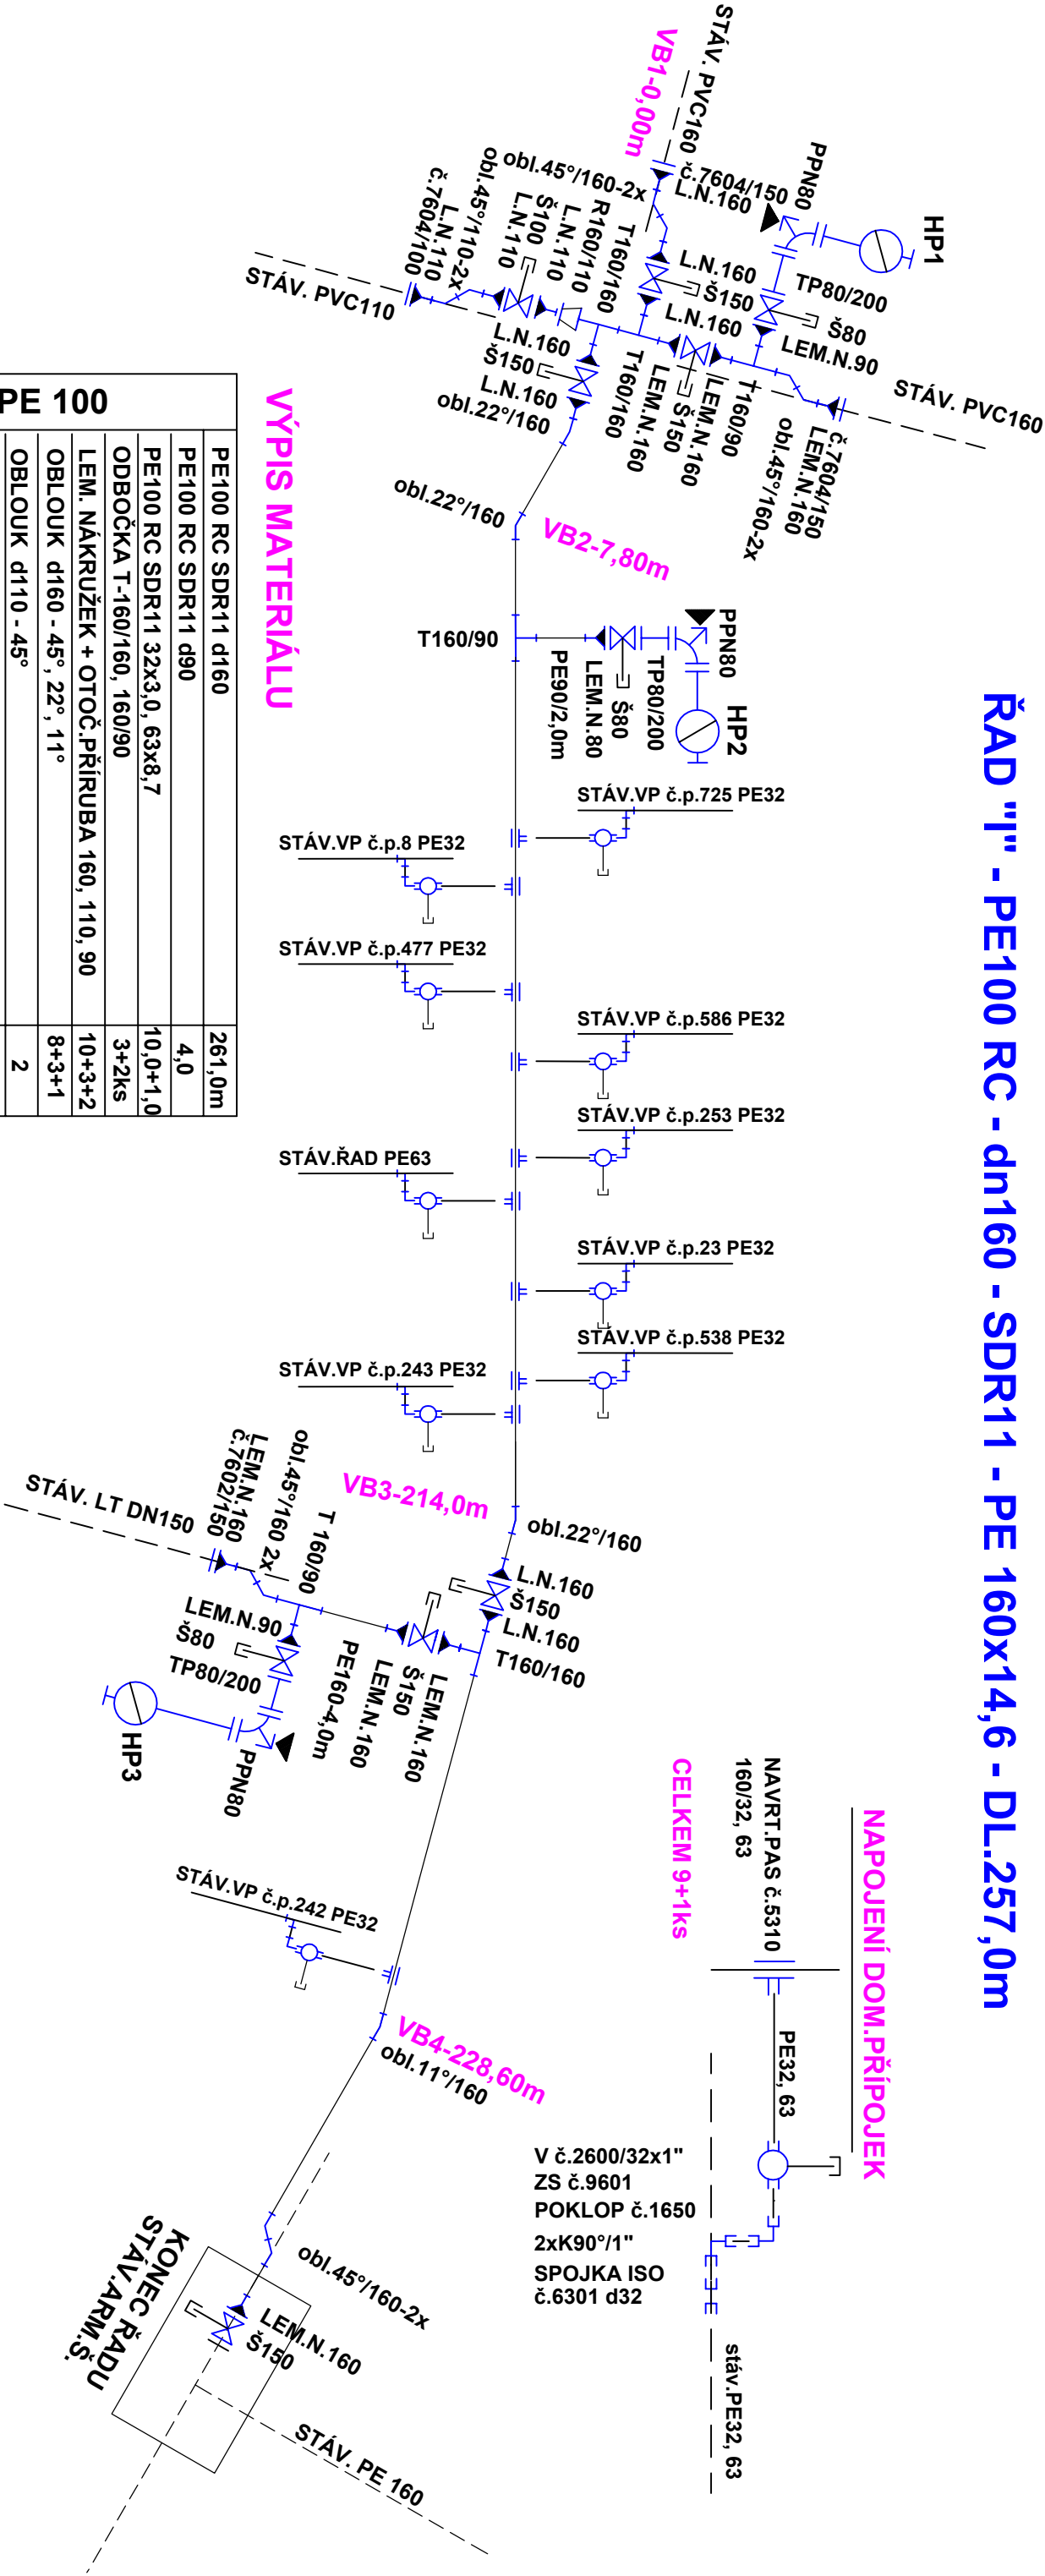 ŘAD "I" - PE100 RC - dn160 - SDR11 - PE 160x14,6 - DL.257,0m
STÁV. PVC160
VB1-0,00m
č.7604/150
L.N.160
obl.45°/160-2x
PPN80
HP1
TP80/200
Š80
LEM.N.90
L.N.160
Š150
L.N.160
T160/160
R160/110
L.N.110
Š100
L.N.110
obl.45°/110-2x
L.N.110
č.7604/100
STÁV. PVC110
STÁV. PVC160
č.7604/150
LEM.N.160
obl.45°/160-2x
T160/90
LEM.N.160
Š150
LEM.N.160
T160/160
L.N.160
Š150
L.N.160
obl.22°/160
obl.22°/160
VB2-7,80m
T160/90
PE90/2,0m
LEM.N.80
Š80
TP80/200
PPN80
HP2
STÁV.VP č.p.725 PE32
STÁV.VP č.p.8 PE32
STÁV.VP č.p.477 PE32
STÁV.VP č.p.586 PE32
STÁV.VP č.p.253 PE32
STÁV.ŘAD PE63
STÁV.VP č.p.23 PE32
STÁV.VP č.p.538 PE32
STÁV.VP č.p.243 PE32
VB3-214,0m
obl.22°/160
L.N.160
Š150
L.N.160
T160/160
LEM.N.160
Š150
LEM.N.160
PE160-4,0m
T 160/90
obl.45°/160 2x
LEM.N.160
č.7602/150
STÁV. LT DN150
LEM.N.90
Š80
TP80/200
PPN80
HP3
STÁV.VP č.p.242 PE32
VB4-228,60m
obl.11°/160
obl.45°/160-2x
LEM.N.160
Š150
KONEC ŘADU
STÁV.ARM.Š.
STÁV. PE 160
NAPOJENÍ DOM.PŘÍPOJEK
NAVRT.PAS č.5310
160/32, 63
CELKEM 9+1ks
PE32, 63
V č.2600/32x1"
ZS č.9601
POKLOP č.1650
2xK90°/1"
SPOJKA ISO
č.6301 d32
stáv.PE32, 63
VÝPIS MATERIÁLU
PE 100
PE100 RC SDR11 d160 261,0m
PE100 RC SDR11 d90 4,0
PE100 RC SDR11 32x3,0, 63x8,7 10,0+1,0
ODBOČKA T-160/160, 160/90 3+2ks
LEM. NÁKRUŽEK + OTOČ.PŘÍRUBA 160, 110, 90 10+3+2
OBLOUK d160 - 45°, 22°, 11° 8+3+1
OBLOUK d110 - 45° 2